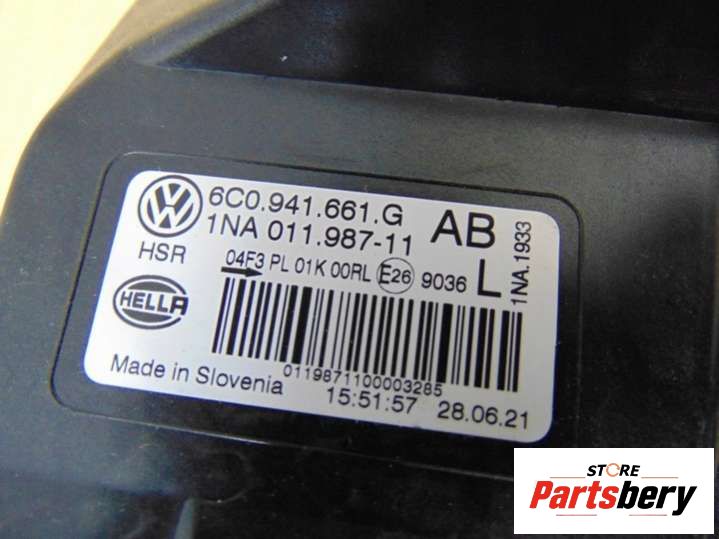 VW
6C0.941.661.G AB
1NA 011.987-11
HSR
04F3 PL 01K 00RL E26 9036 L
1NA.1933
HELLA
0119871100003285
Made in Slovenia 15:51:57 28.06.21
STORE
Partsbery